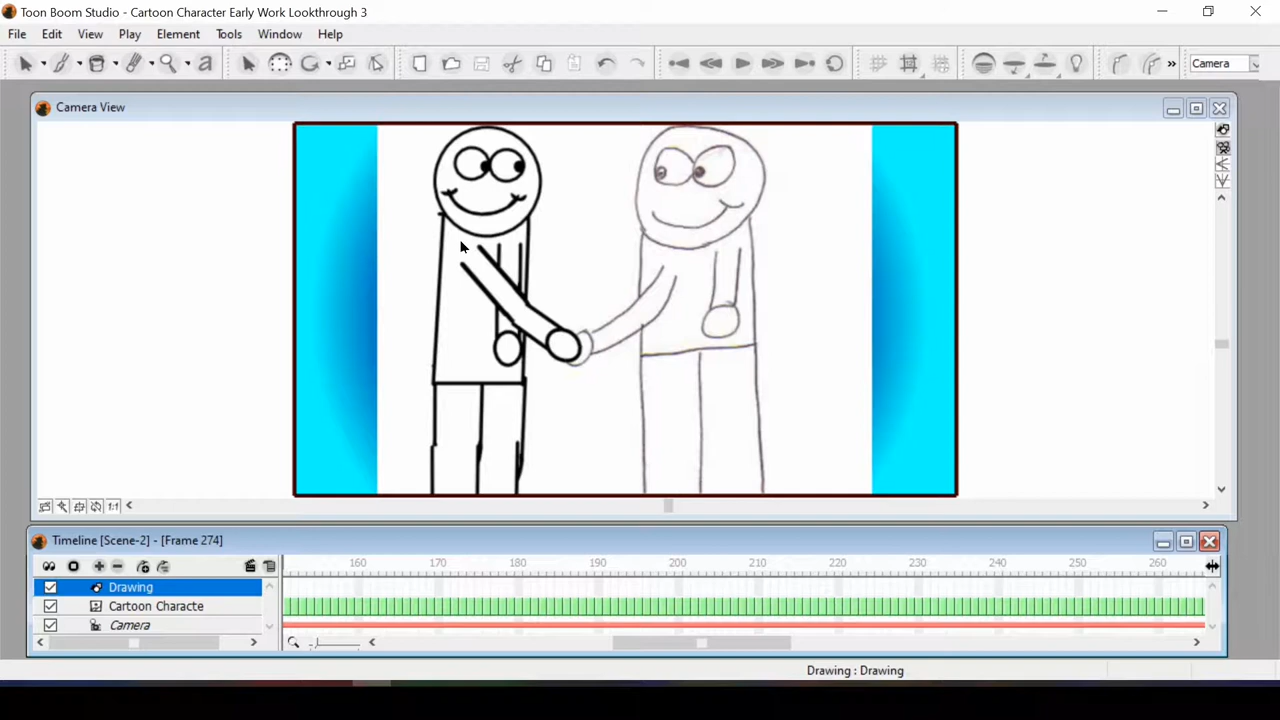 Toon Boom Studio - Cartoon Character Early Work Lookthrough 3
File Edit View Play Element Tools Window Help
Camera
Camera View
1:1
Timeline [Scene-2] - [Frame 274]
160 170 180 190 200 210 220 230 240 250 260
Drawing
Cartoon Characte
Camera
Drawing : Drawing